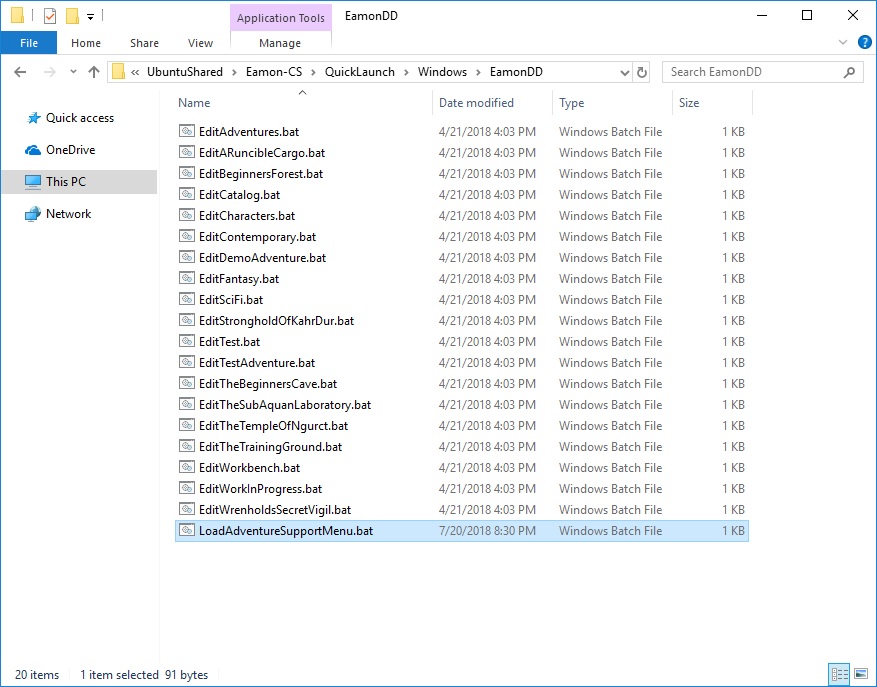 Application Tools EamonDD
File Home Share View Manage
« UbuntuShared > Eamon-CS > QuickLaunch > Windows > EamonDD Search EamonDD
Quick access
OneDrive
This PC
Network
Name Date modified Type Size
EditAdventures.bat 4/21/2018 4:03 PM Windows Batch File 1 KB
EditARuncibleCargo.bat 4/21/2018 4:03 PM Windows Batch File 1 KB
EditBeginnersForest.bat 4/21/2018 4:03 PM Windows Batch File 1 KB
EditCatalog.bat 4/21/2018 4:03 PM Windows Batch File 1 KB
EditCharacters.bat 4/21/2018 4:03 PM Windows Batch File 1 KB
EditContemporary.bat 4/21/2018 4:03 PM Windows Batch File 1 KB
EditDemoAdventure.bat 4/21/2018 4:03 PM Windows Batch File 1 KB
EditFantasy.bat 4/21/2018 4:03 PM Windows Batch File 1 KB
EditSciFi.bat 4/21/2018 4:03 PM Windows Batch File 1 KB
EditStrongholdOfKahrDur.bat 4/21/2018 4:03 PM Windows Batch File 1 KB
EditTest.bat 4/21/2018 4:03 PM Windows Batch File 1 KB
EditTestAdventure.bat 4/21/2018 4:03 PM Windows Batch File 1 KB
EditTheBeginnersCave.bat 4/21/2018 4:03 PM Windows Batch File 1 KB
EditTheSubAquanLaboratory.bat 4/21/2018 4:03 PM Windows Batch File 1 KB
EditTheTempleOfNgurct.bat 4/21/2018 4:03 PM Windows Batch File 1 KB
EditTheTrainingGround.bat 4/21/2018 4:03 PM Windows Batch File 1 KB
EditWorkbench.bat 4/21/2018 4:03 PM Windows Batch File 1 KB
EditWorkInProgress.bat 4/21/2018 4:03 PM Windows Batch File 1 KB
EditWrenholdsSecretVigil.bat 4/21/2018 4:03 PM Windows Batch File 1 KB
LoadAdventureSupportMenu.bat 7/20/2018 8:30 PM Windows Batch File 1 KB
20 items 1 item selected 91 bytes